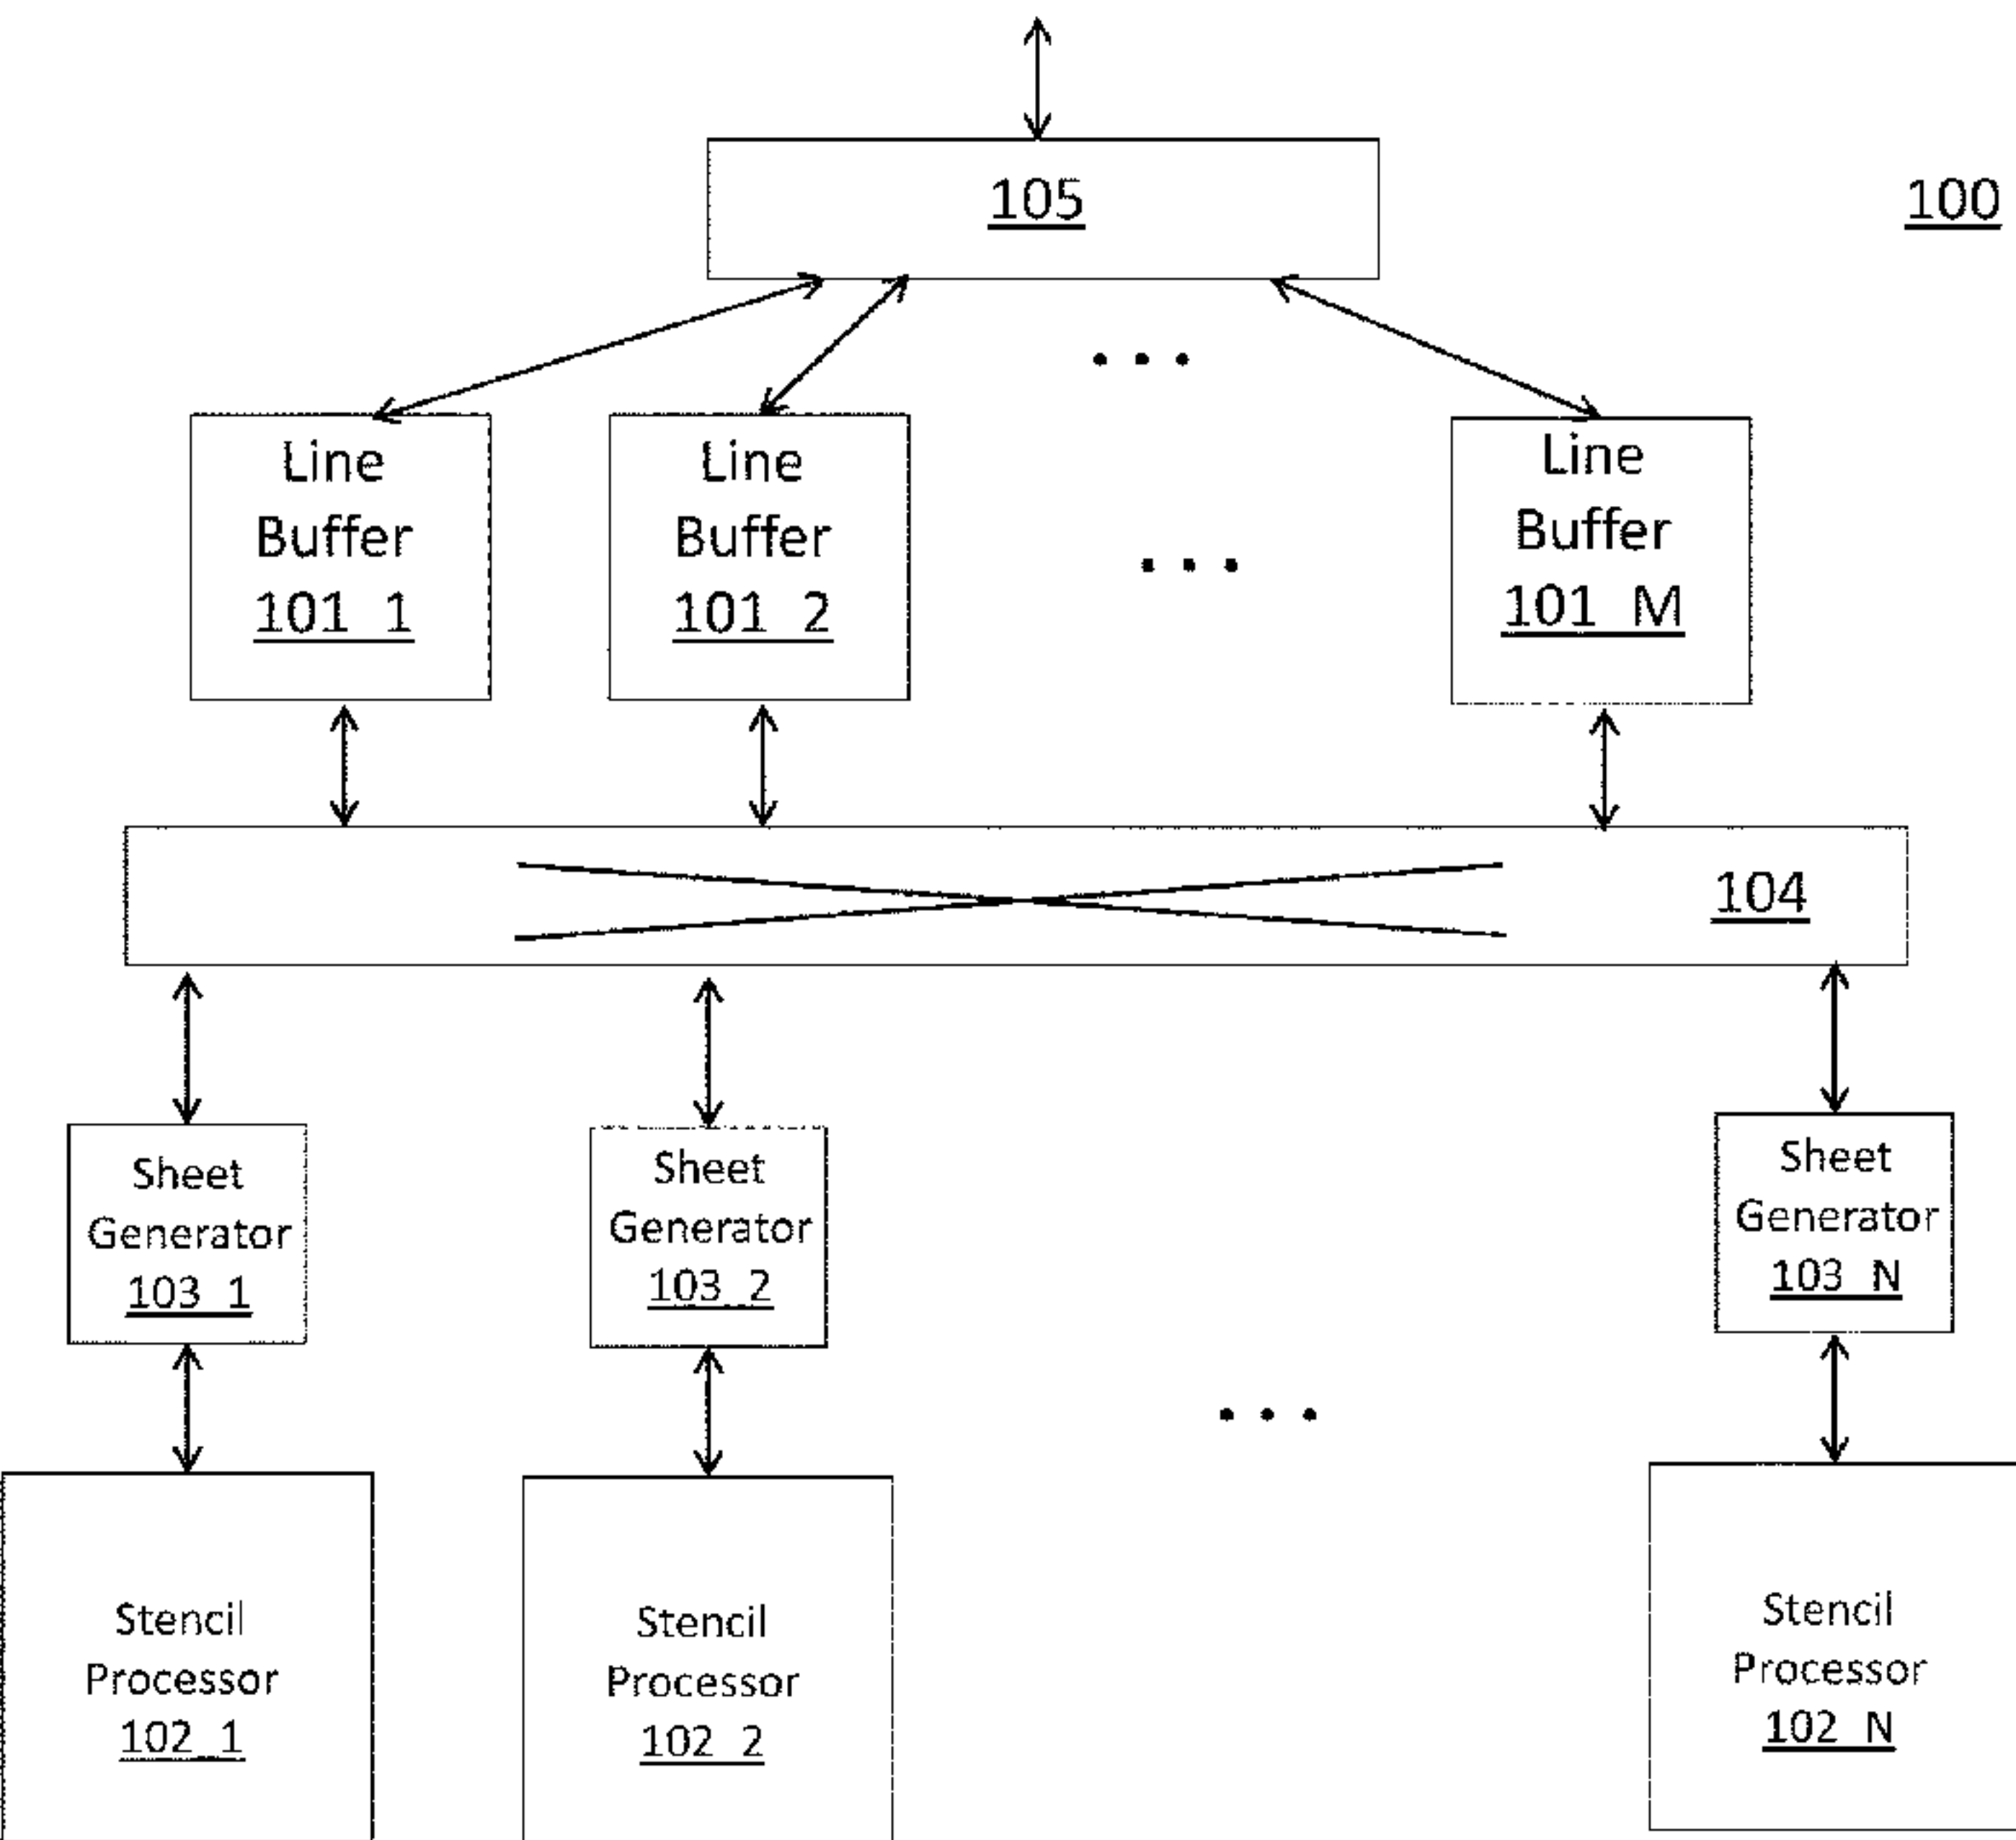 105
100
Line
Buffer
101_1
Line
Buffer
101_2
Line
Buffer
101_M
104
Sheet
Generator
103_1
Sheet
Generator
103_2
Sheet
Generator
103_N
Stencil
Processor
102_1
Stencil
Processor
102_2
Stencil
Processor
102_N